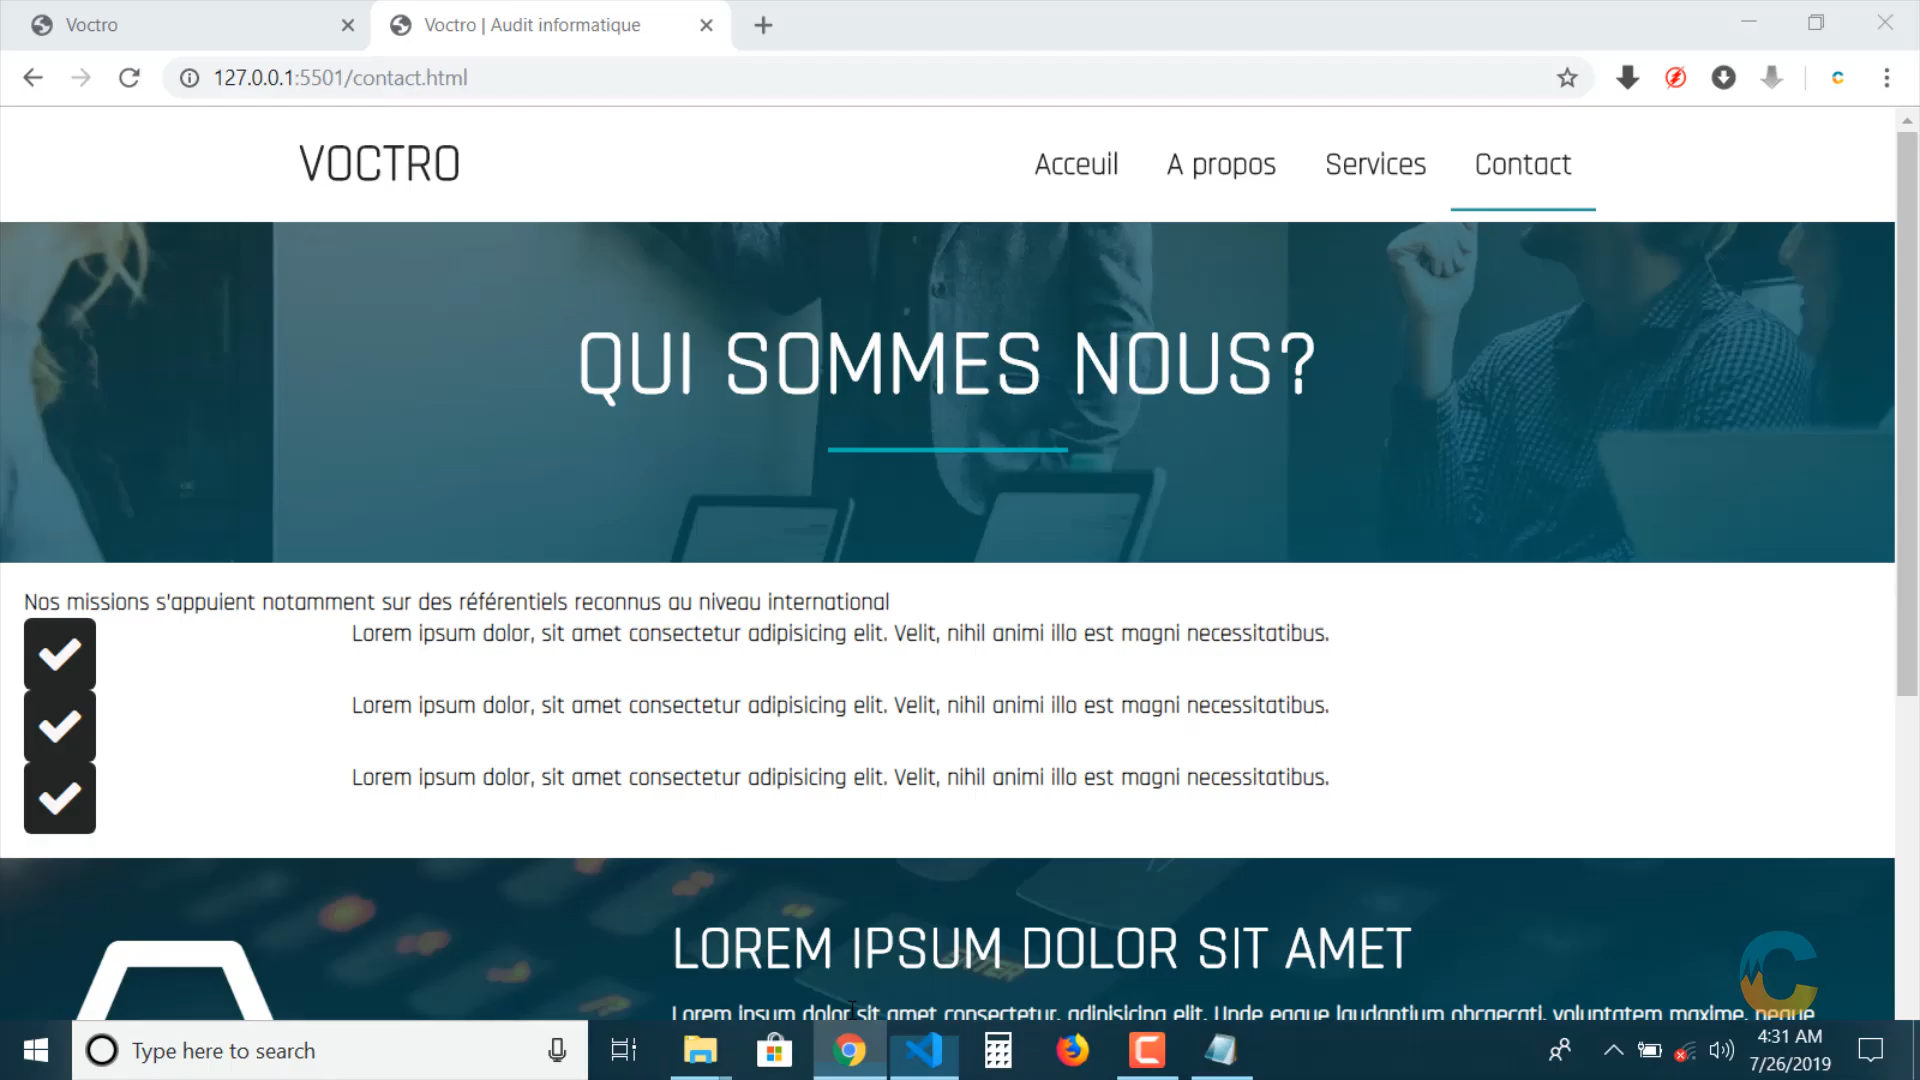 Voctro
Voctro | Audit informatique
127.0.0.1:5501/contact.html
VOCTRO
Acceuil
A propos
Services
Contact
QUI SOMMES NOUS?
Nos missions s'appuient notamment sur des référentiels reconnus au niveau international
Lorem ipsum dolor, sit amet consectetur adipisicing elit. Velit, nihil animi illo est magni necessitatibus.
Lorem ipsum dolor, sit amet consectetur adipisicing elit. Velit, nihil animi illo est magni necessitatibus.
Lorem ipsum dolor, sit amet consectetur adipisicing elit. Velit, nihil animi illo est magni necessitatibus.
LOREM IPSUM DOLOR SIT AMET
Lorem ipsum dolor sit amet consectetur, adipisicing elit. Unde eaque laudantium obcaecati, voluptatem maxime, neque
Type here to search
4:31 AM
7/26/2019